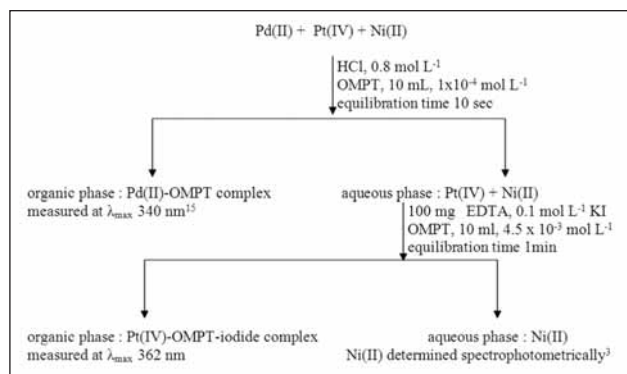 Pd(II) + Pt(IV) + Ni(II)
HCl, 0.8 mol L-1
OMPT, 10 mL, 1x10-4 mol L-1
equilibration time 10 sec
organic phase : Pd(II)-OMPT complex
measured at λmax 340 nm15
aqueous phase : Pt(IV) + Ni(II)
100 mg EDTA, 0.1 mol L-1 KI
OMPT, 10 ml, 4.5 x 10-3 mol L-1
equilibration time 1min
organic phase : Pt(IV)-OMPT-iodide complex
measured at λmax 362 nm
aqueous phase : Ni(II)
Ni(II) determined spectrophotometrically3